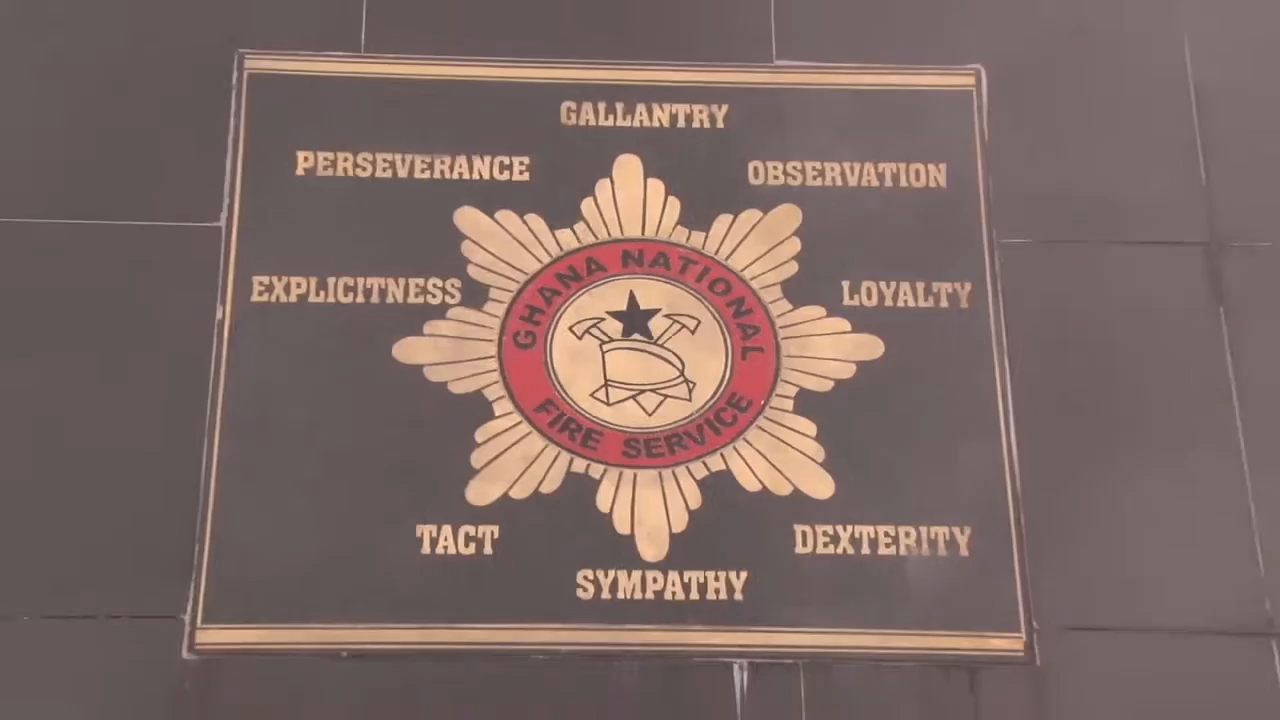 GALLANTRY
PERSEVERANCE
OBSERVATION
EXPLICITNESS
LOYALTY
GHANA NATIONAL
FIRE SERVICE
TACT
DEXTERITY
SYMPATHY